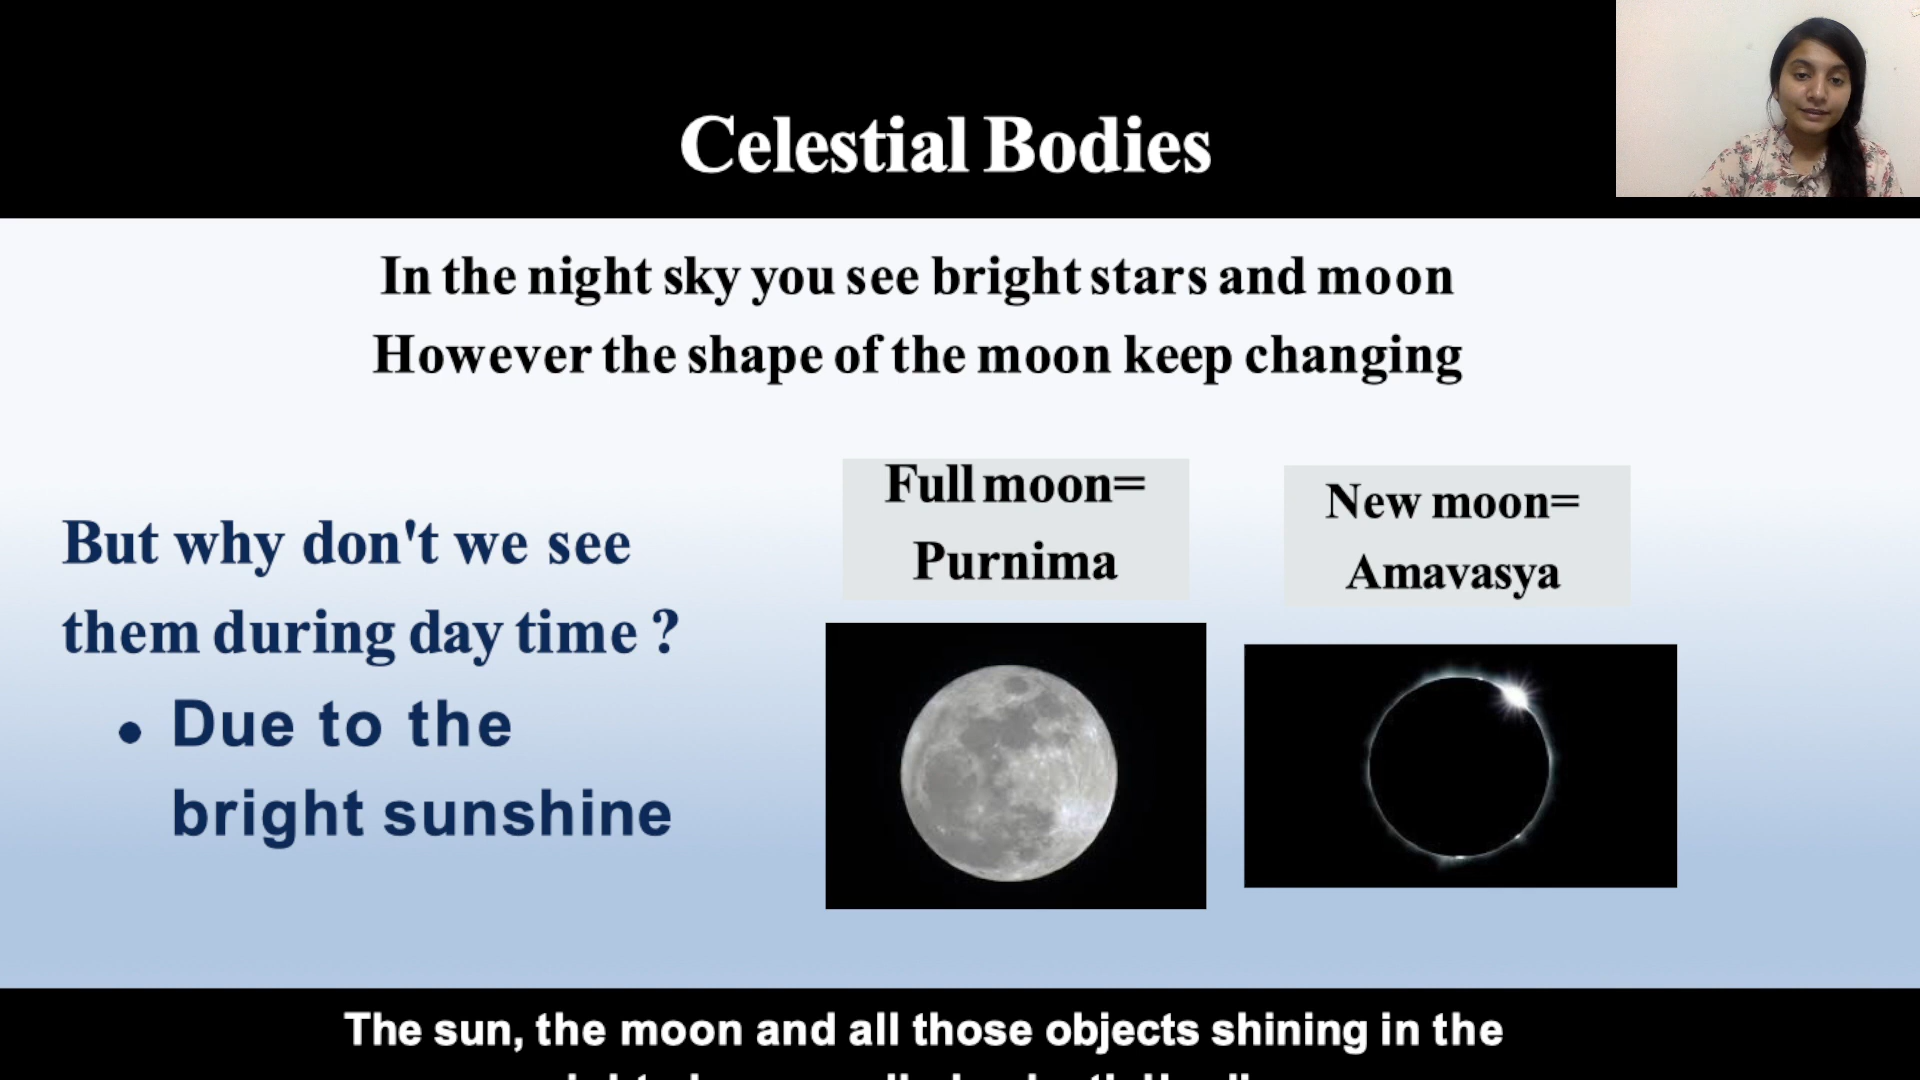 Celestial Bodies
In the night sky you see bright stars and moon
However the shape of the moon keep changing
But why don't we see
them during day time ?
• Due to the
bright sunshine
Full moon=
Purnima
New moon=
Amavasya
The sun, the moon and all those objects shining in the